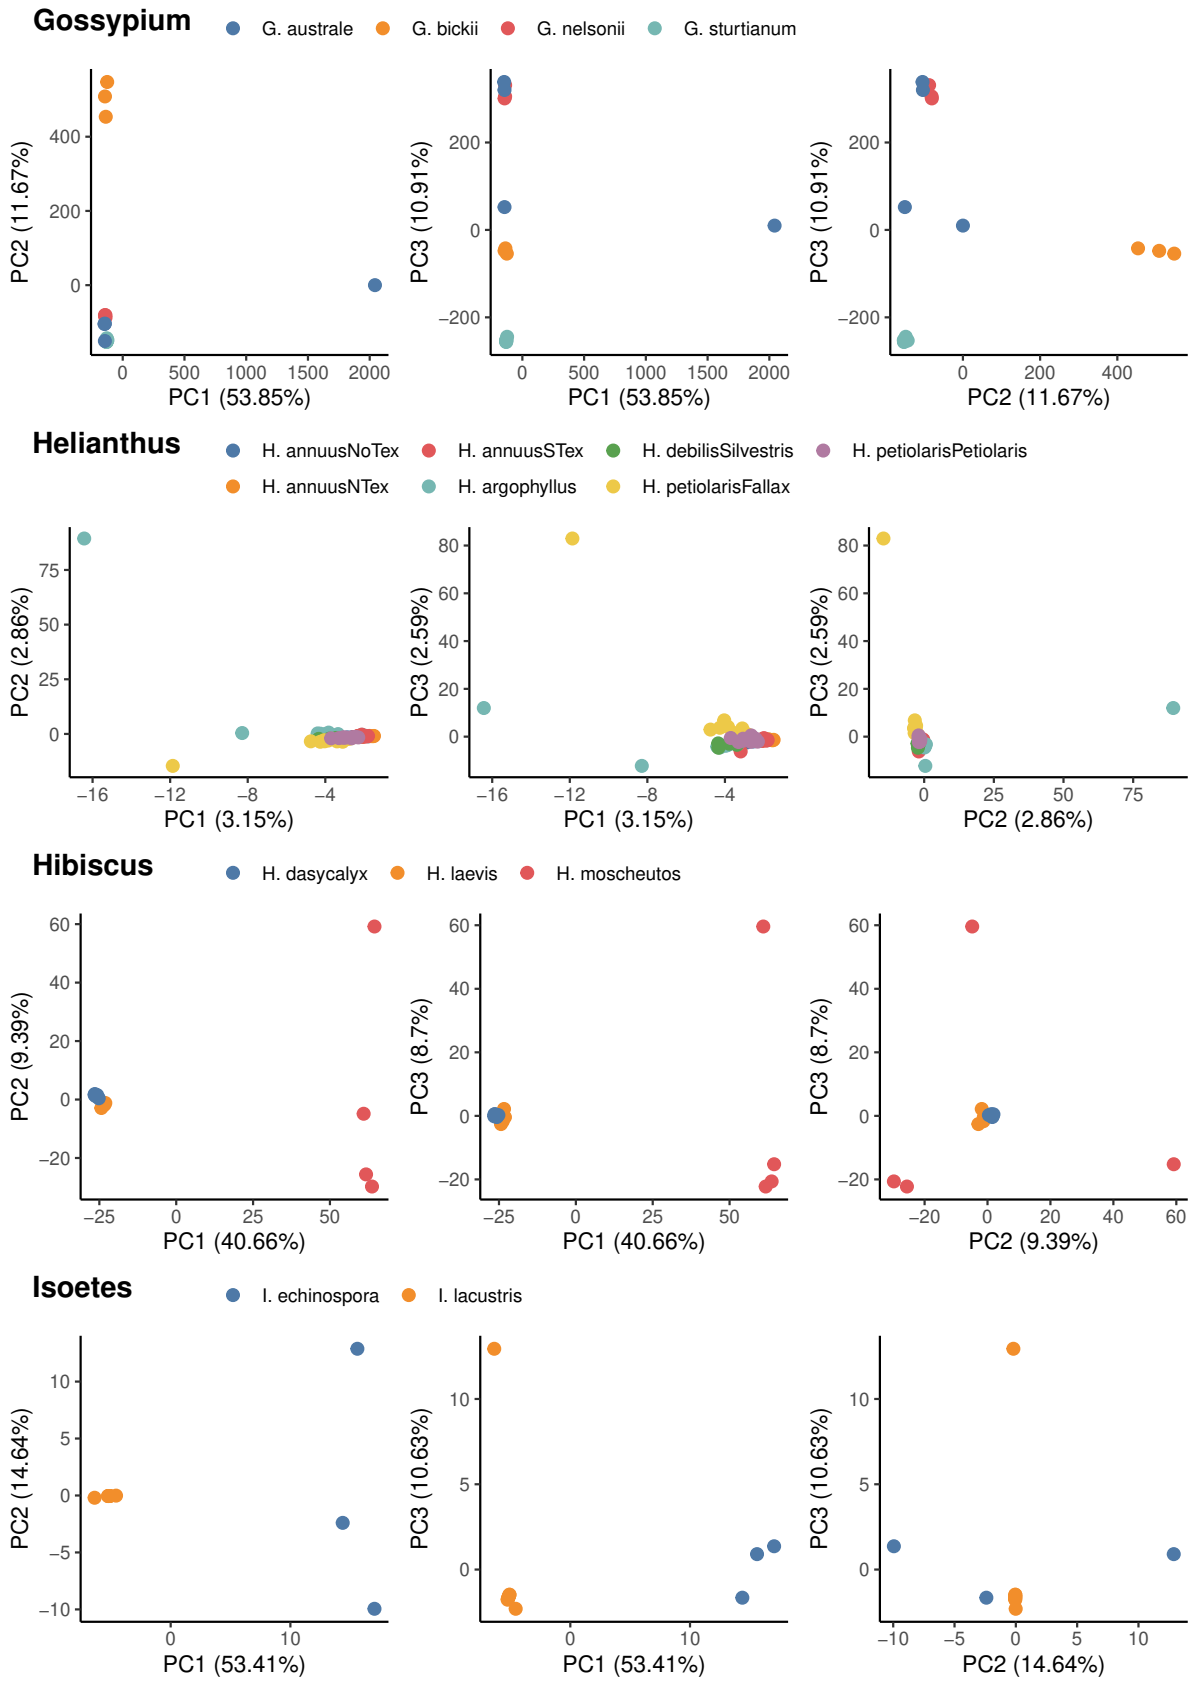 Gossypium
G. australe G. bickii G. nelsonii G. sturtianum
PC2 (11.67%)
400
200
0
0 500 1000 1500 2000
PC1 (53.85%)
PC3 (10.91%)
200
0
−200
0 500 1000 1500 2000
PC1 (53.85%)
PC3 (10.91%)
200
0
−200
0 200 400
PC2 (11.67%)
Helianthus
H. annuusNoTex H. annuusSTex H. debilisSilvestris H. petiolarisPetiolaris
H. annuusNTex H. argophyllus H. petiolarisFallax
PC2 (2.86%)
75
50
25
0
−16 −12 −8 −4
PC1 (3.15%)
PC3 (2.59%)
80
60
40
20
0
−16 −12 −8 −4
PC1 (3.15%)
PC3 (2.59%)
80
60
40
20
0
0 25 50 75
PC2 (2.86%)
Hibiscus
H. dasycalyx H. laevis H. moscheutos
PC2 (9.39%)
60
40
20
0
−20
−25 0 25 50
PC1 (40.66%)
PC3 (8.7%)
60
40
20
0
−20
−25 0 25 50
PC1 (40.66%)
PC3 (8.7%)
60
40
20
0
−20
−20 0 20 40 60
PC2 (9.39%)
Isoetes
I. echinospora I. lacustris
PC2 (14.64%)
10
5
0
−5
−10
0 10
PC1 (53.41%)
PC3 (10.63%)
10
5
0
0 10
PC1 (53.41%)
PC3 (10.63%)
10
5
0
−10 −5 0 5 10
PC2 (14.64%)